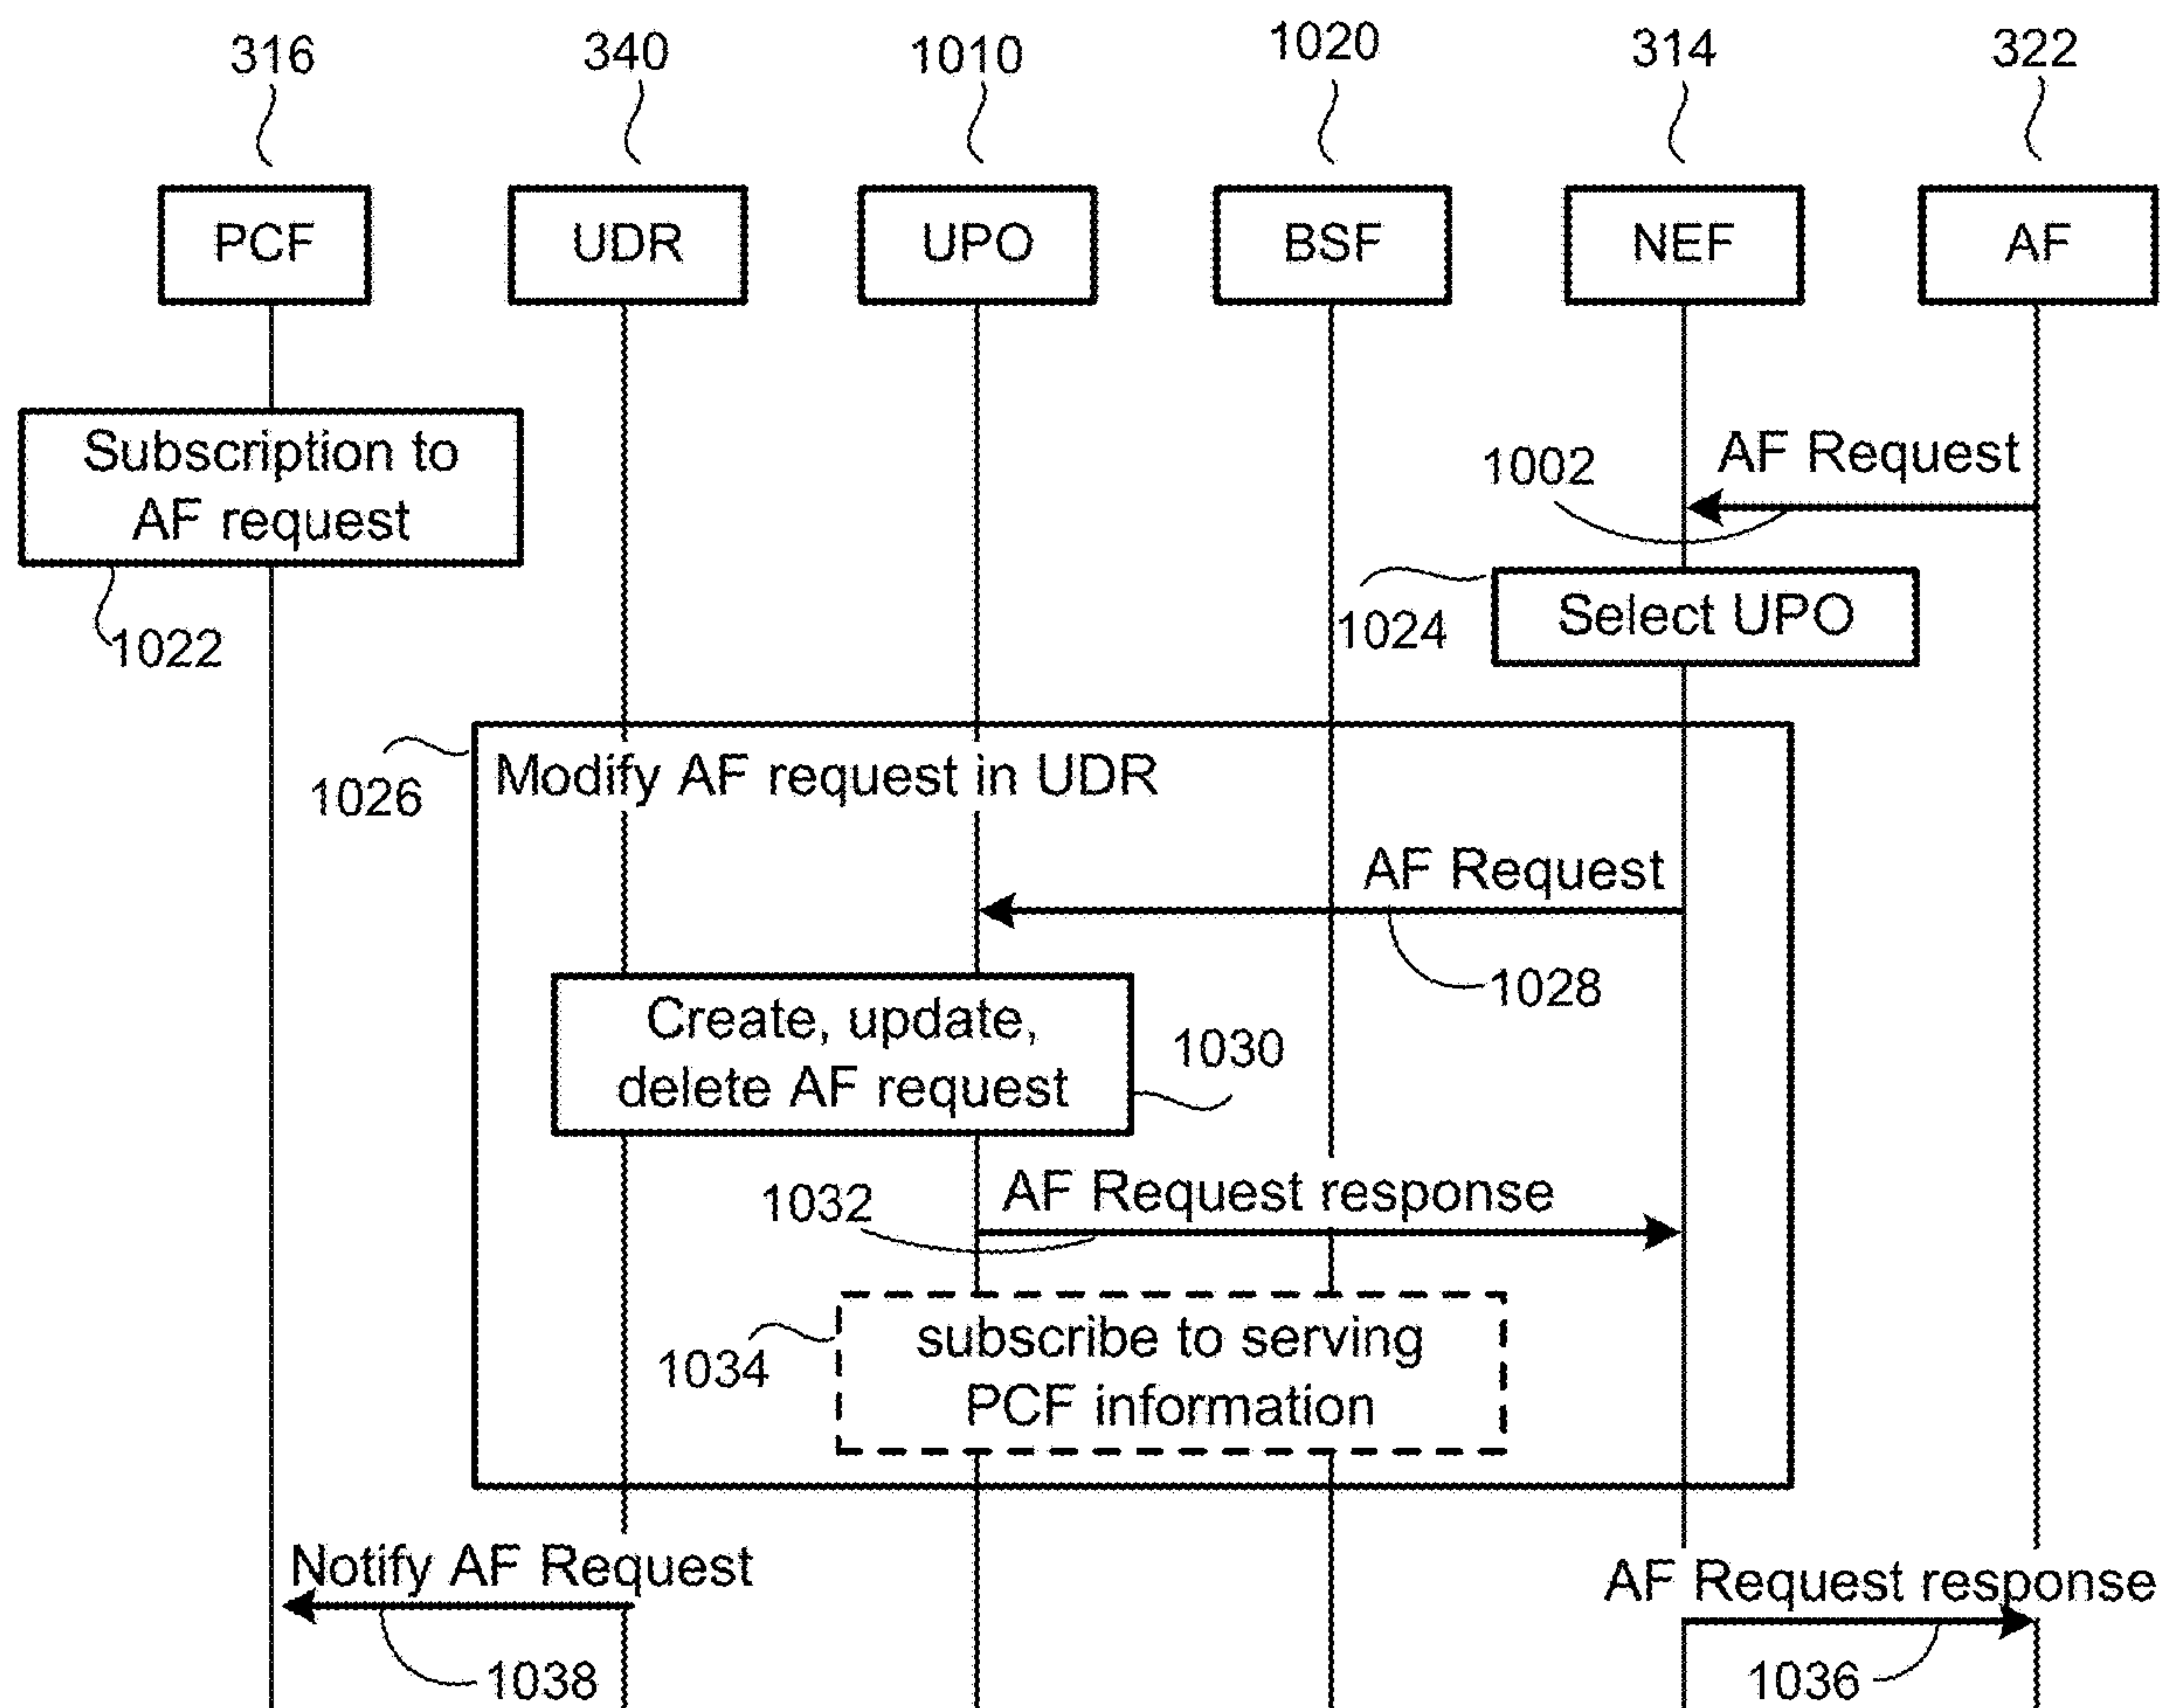 316
340
1010
1020
314
322
PCF
UDR
UPO
BSF
NEF
AF
Subscription to
AF request
1022
AF Request
1002
Select UPO
1024
Modify AF request in UDR
1026
AF Request
1028
Create, update,
delete AF request
1030
AF Request response
1032
subscribe to serving
PCF information
1034
Notify AF Request
1038
AF Request response
1036